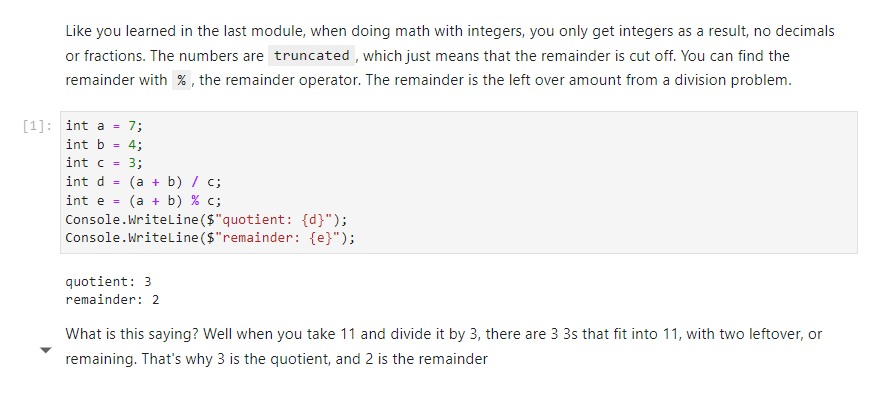 Like you learned in the last module, when doing math with integers, you only get integers as a result, no decimals
or fractions. The numbers are truncated , which just means that the remainder is cut off. You can find the
remainder with % , the remainder operator. The remainder is the left over amount from a division problem.
[1]: int a = 7;
int b = 4;
int c = 3;
int d = (a + b) / c;
int e = (a + b) % c;
Console.WriteLine($"quotient: {d}");
Console.WriteLine($"remainder: {e}");
quotient: 3
remainder: 2
What is this saying? Well when you take 11 and divide it by 3, there are 3 3s that fit into 11, with two leftover, or
remaining. That's why 3 is the quotient, and 2 is the remainder